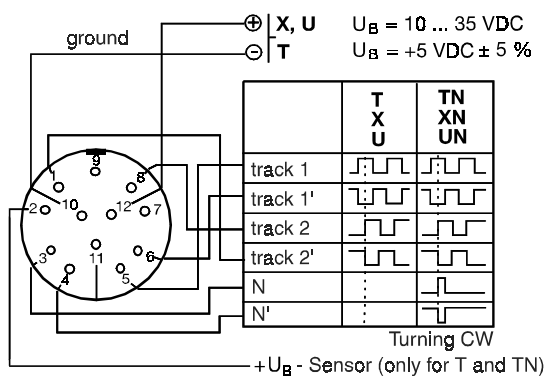 ⊕ X, U U_B = 10 ... 35 VDC
ground
⊖ T U_B = +5 VDC ± 5 %
T
X
U
TN
XN
UN
track 1
track 1'
track 2
track 2'
N
N'
1
9
8
2
10
12
7
3
11
6
4
5
Turning CW
+U_B - Sensor (only for T and TN)